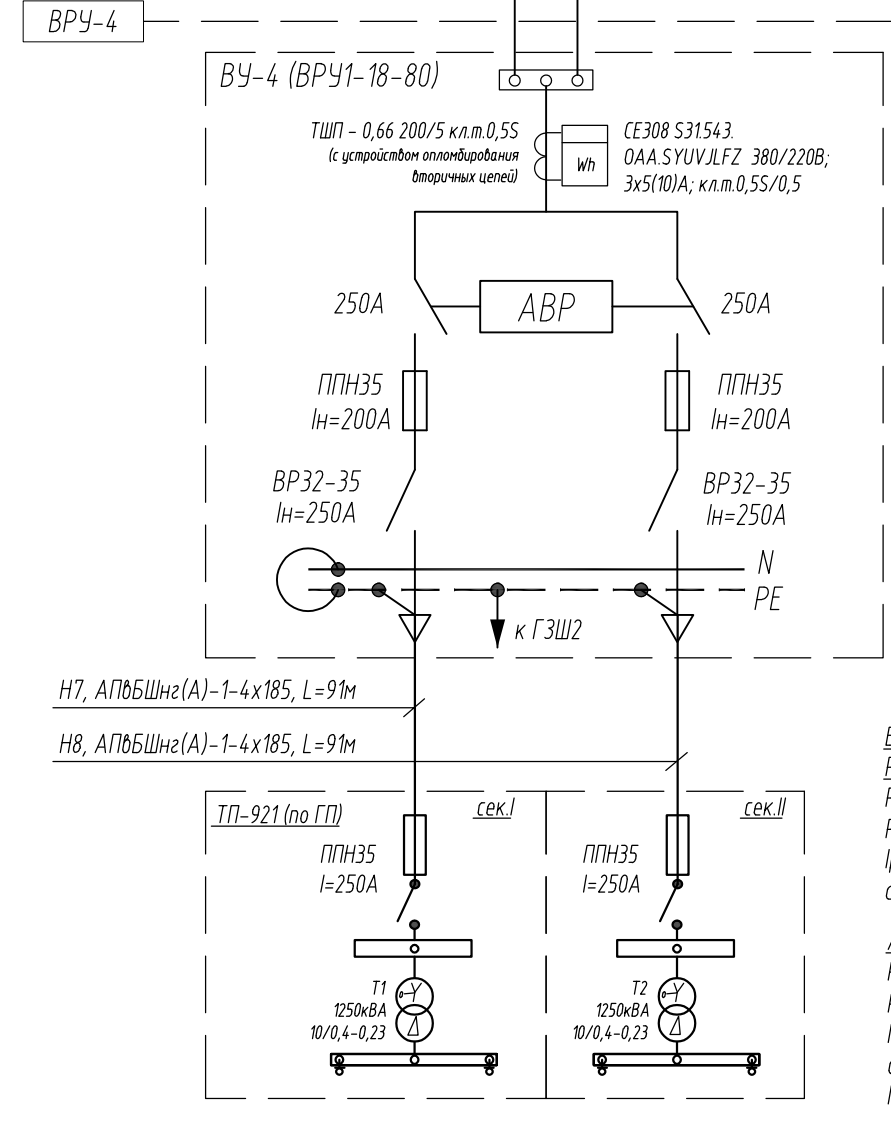 ВРУ-4
ВУ-4 (ВРУ1-18-80)
ТШП - 0,66 200/5 кл.т.0,5S
(с устройством опломбирования
вторичных цепей)
Wh
CE308 S31.543.
OAA.SYUVJLFZ 380/220В;
3х5(10)А; кл.т.0,5S/0,5
250А
АВР
250А
ППН35
Iн=200А
ППН35
Iн=200А
ВР32-35
Iн=250А
ВР32-35
Iн=250А
N
PE
к ГЗШ2
Н7, АПвБШнг(А)-1-4х185, L=91м
Н8, АПвБШнг(А)-1-4х185, L=91м
ТП-921 (по ГП)
сек.I
сек.II
ППН35
I=250А
ППН35
I=250А
Т1
1250кВА
10/0,4-0,23
Т2
1250кВА
10/0,4-0,23